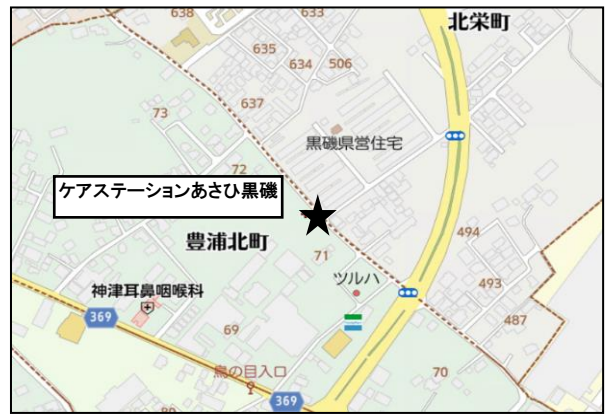 638
633
北栄町
635
634
506
73
637
黒磯県営住宅
72
ケアステーションあさひ黒磯
豊浦北町
71
494
ツルハ
493
神津耳鼻咽喉科
369
487
69
鳥の目入口
70
369